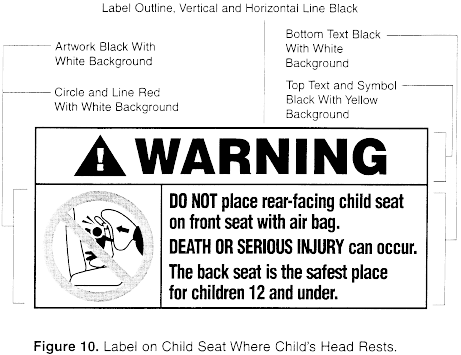 Label Outline, Vertical and Horizontal Line Black
Artwork Black With
White Background
Bottom Text Black
With White
Background
Circle and Line Red
With White Background
Top Text and Symbol
Black With Yellow
Background
WARNING
DO NOT place rear-facing child seat
on front seat with air bag.
DEATH OR SERIOUS INJURY can occur.
The back seat is the safest place
for children 12 and under.
Figure 10. Label on Child Seat Where Child's Head Rests.